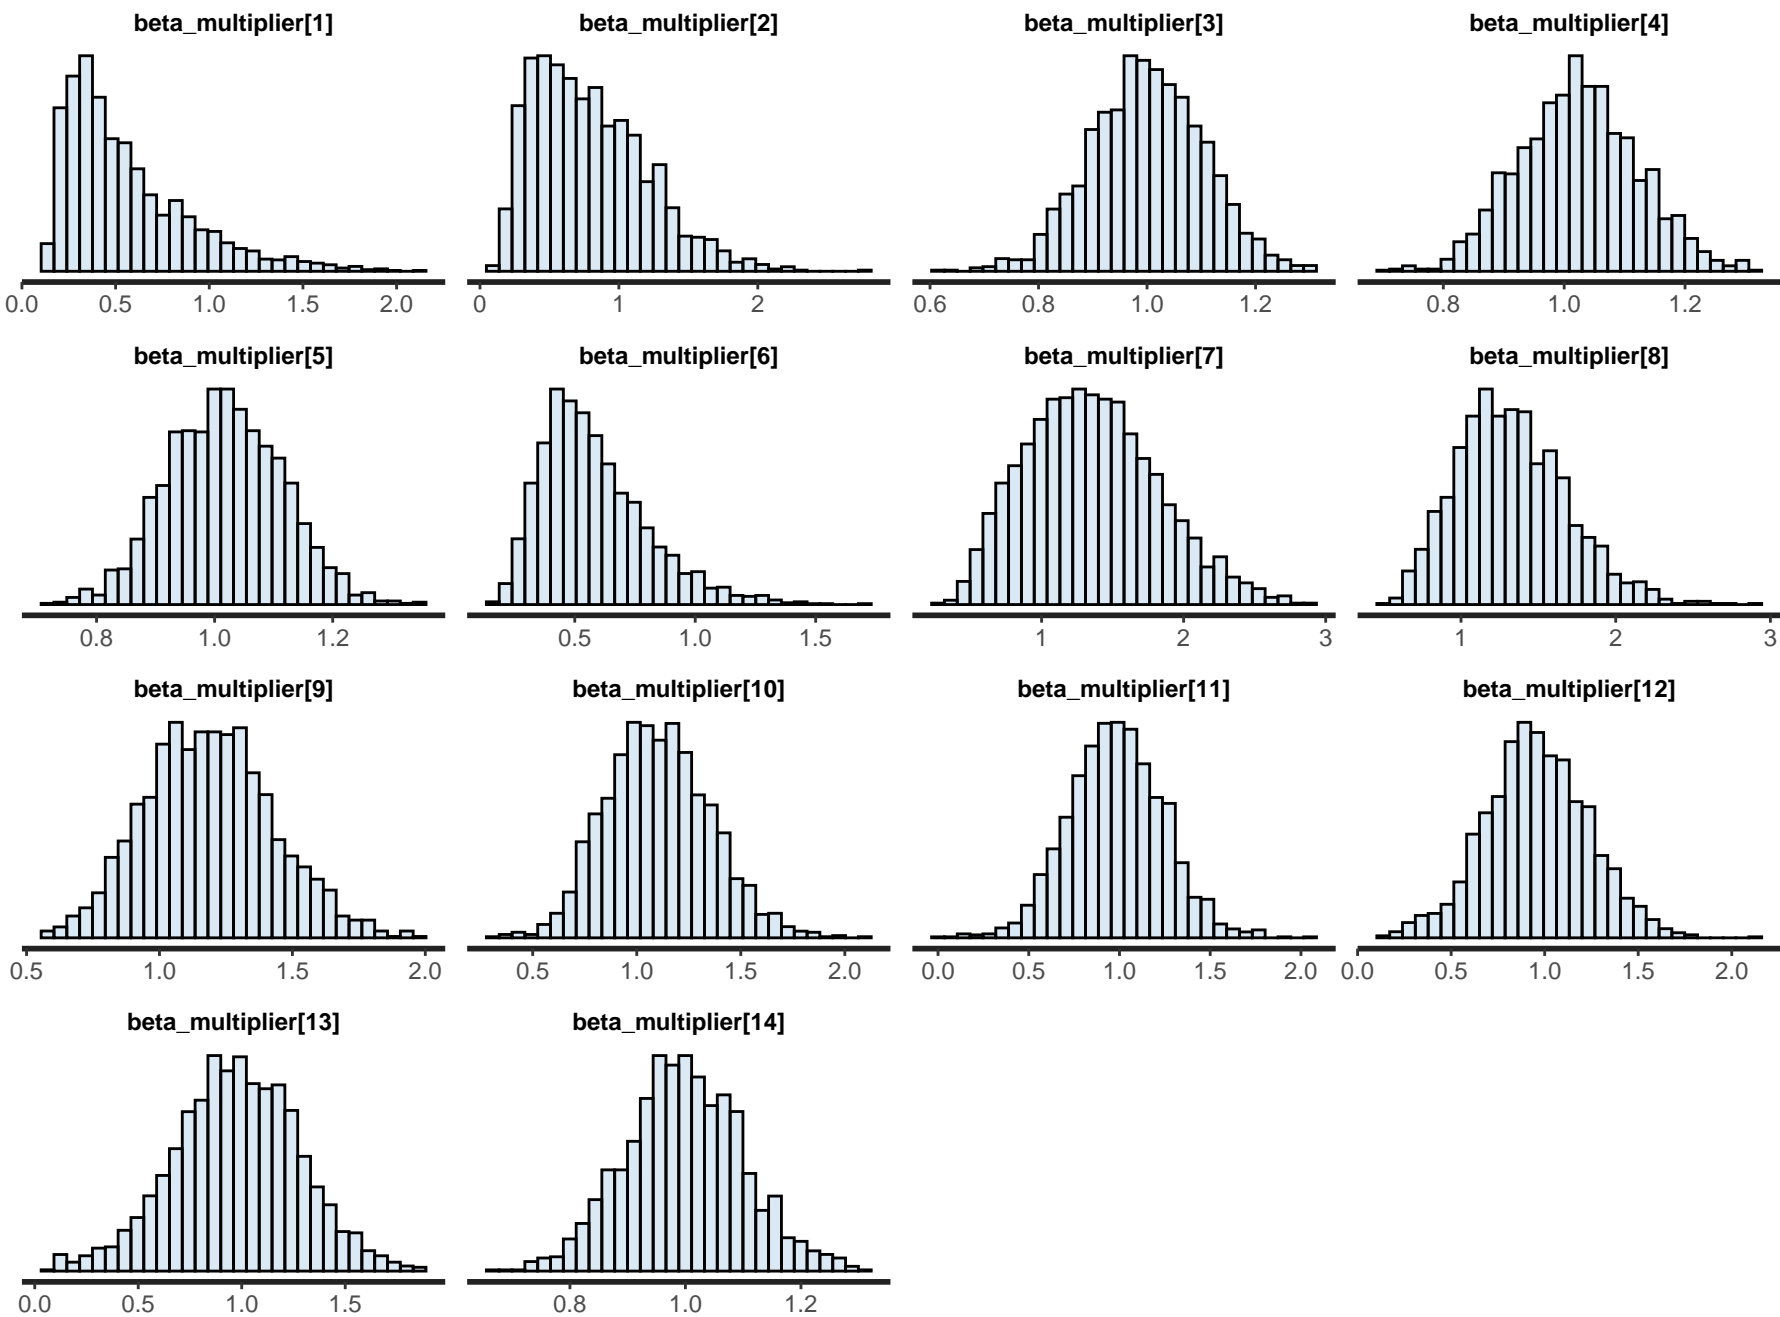 beta_multiplier[1] beta_multiplier[2] beta_multiplier[3] beta_multiplier[4]
0.0 0.5 1.0 1.5 2.0 0 1 2 0.6 0.8 1.0 1.2 0.8 1.0 1.2
beta_multiplier[5] beta_multiplier[6] beta_multiplier[7] beta_multiplier[8]
0.8 1.0 1.2 0.5 1.0 1.5 1 2 3 1 2 3
beta_multiplier[9] beta_multiplier[10] beta_multiplier[11] beta_multiplier[12]
0.5 1.0 1.5 2.0 0.5 1.0 1.5 2.0 0.0 0.5 1.0 1.5 2.0 0.0 0.5 1.0 1.5 2.0
beta_multiplier[13] beta_multiplier[14]
0.0 0.5 1.0 1.5 0.8 1.0 1.2